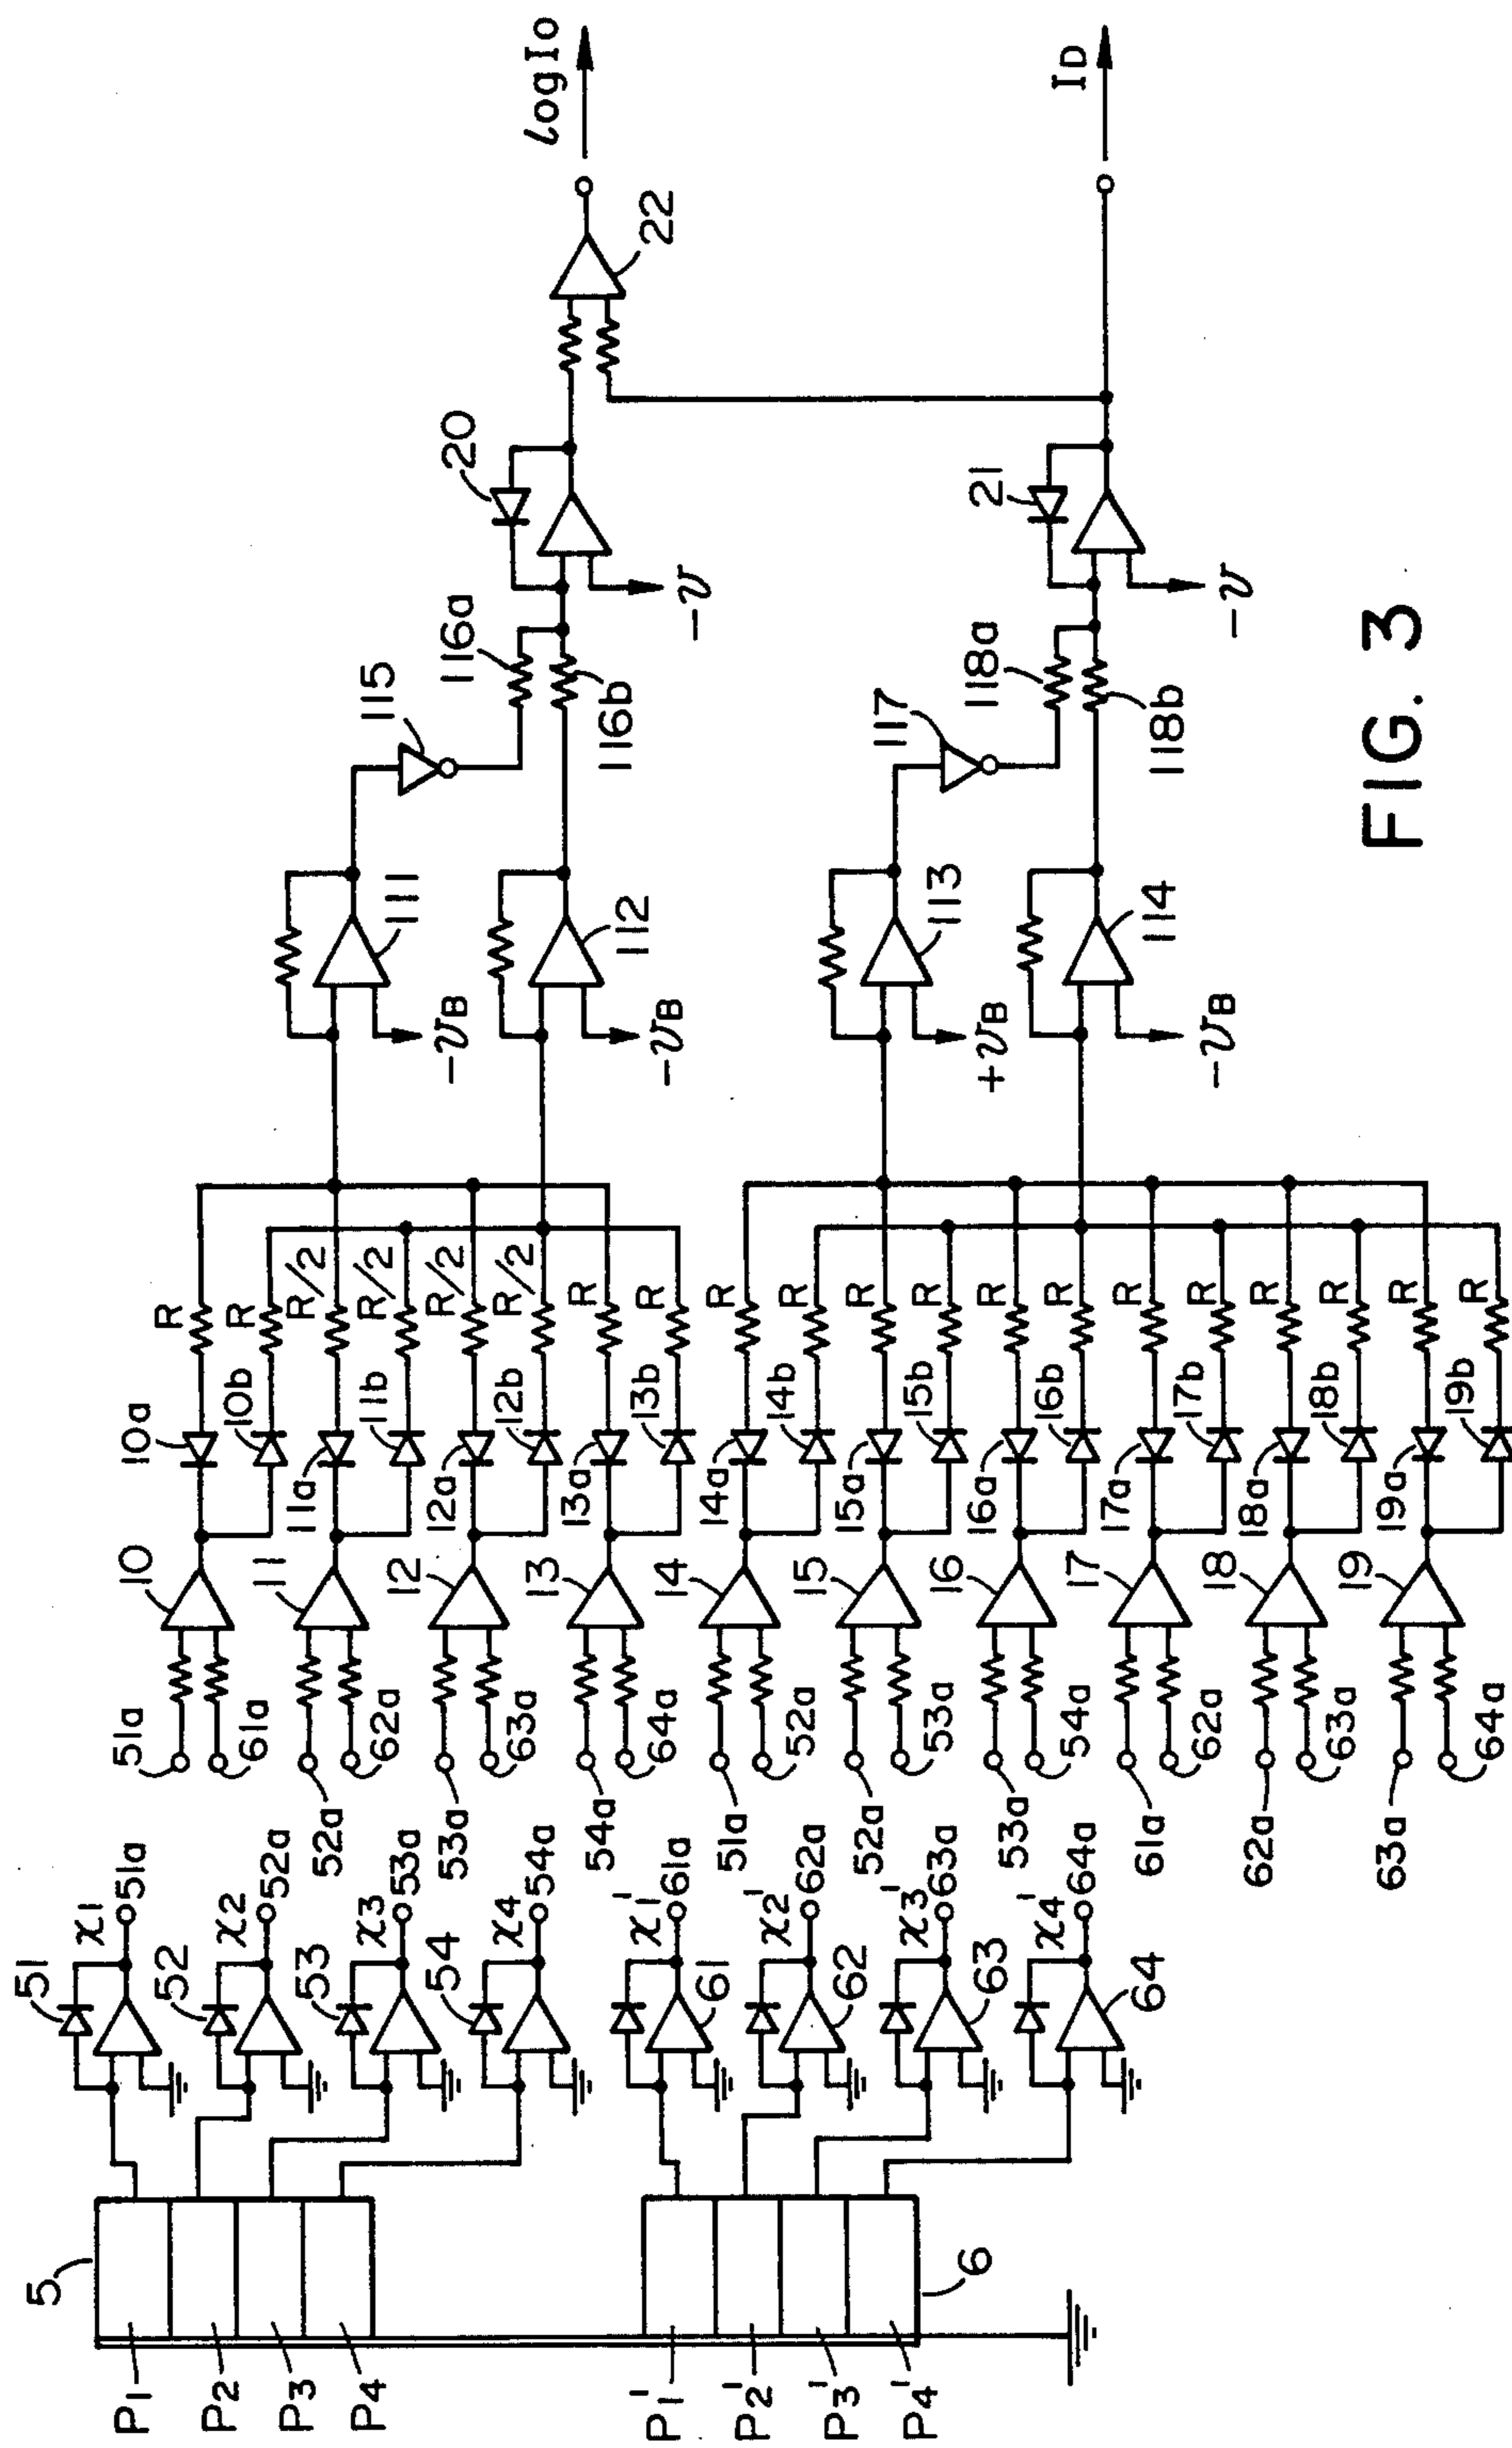 5
P1
P2
P3
P4
P1'
P2'
P3'
P4'
6
51
52
53
54
61
62
63
64
χ1
χ2
χ3
χ4
χ1'
χ2'
χ3'
χ4'
51a
52a
53a
54a
61a
62a
63a
64a
51a
61a
52a
62a
53a
63a
54a
64a
51a
52a
52a
53a
53a
54a
61a
62a
62a
63a
63a
64a
10
11
12
13
14
15
16
17
18
19
10a
10b
11a
11b
12a
12b
13a
13b
14a
14b
15a
15b
16a
16b
17a
17b
18a
18b
19a
19b
R
R
R/2
R/2
R/2
R/2
R
R
R
R
R
R
R
R
R
R
R
R
R
R
-VB
-VB
+VB
-VB
111
112
113
114
115
116a
116b
117
118a
118b
-V
-V
20
21
22
log Io
ID
FIG. 3